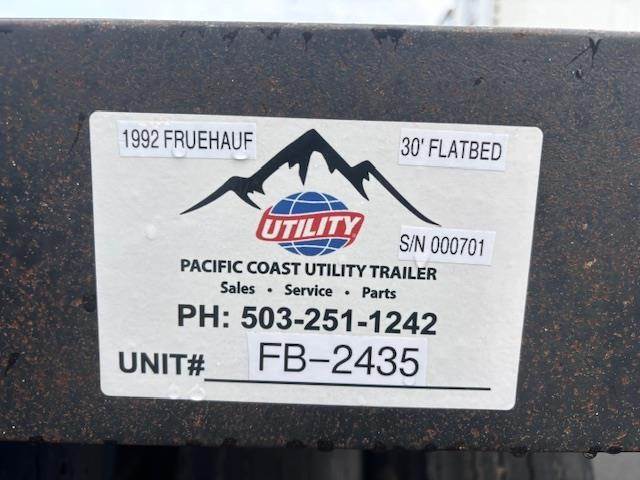 1992 FRUEHAUF
30' FLATBED
UTILITY
S/N 000701
PACIFIC COAST UTILITY TRAILER
Sales • Service • Parts
PH: 503-251-1242
UNIT# FB-2435